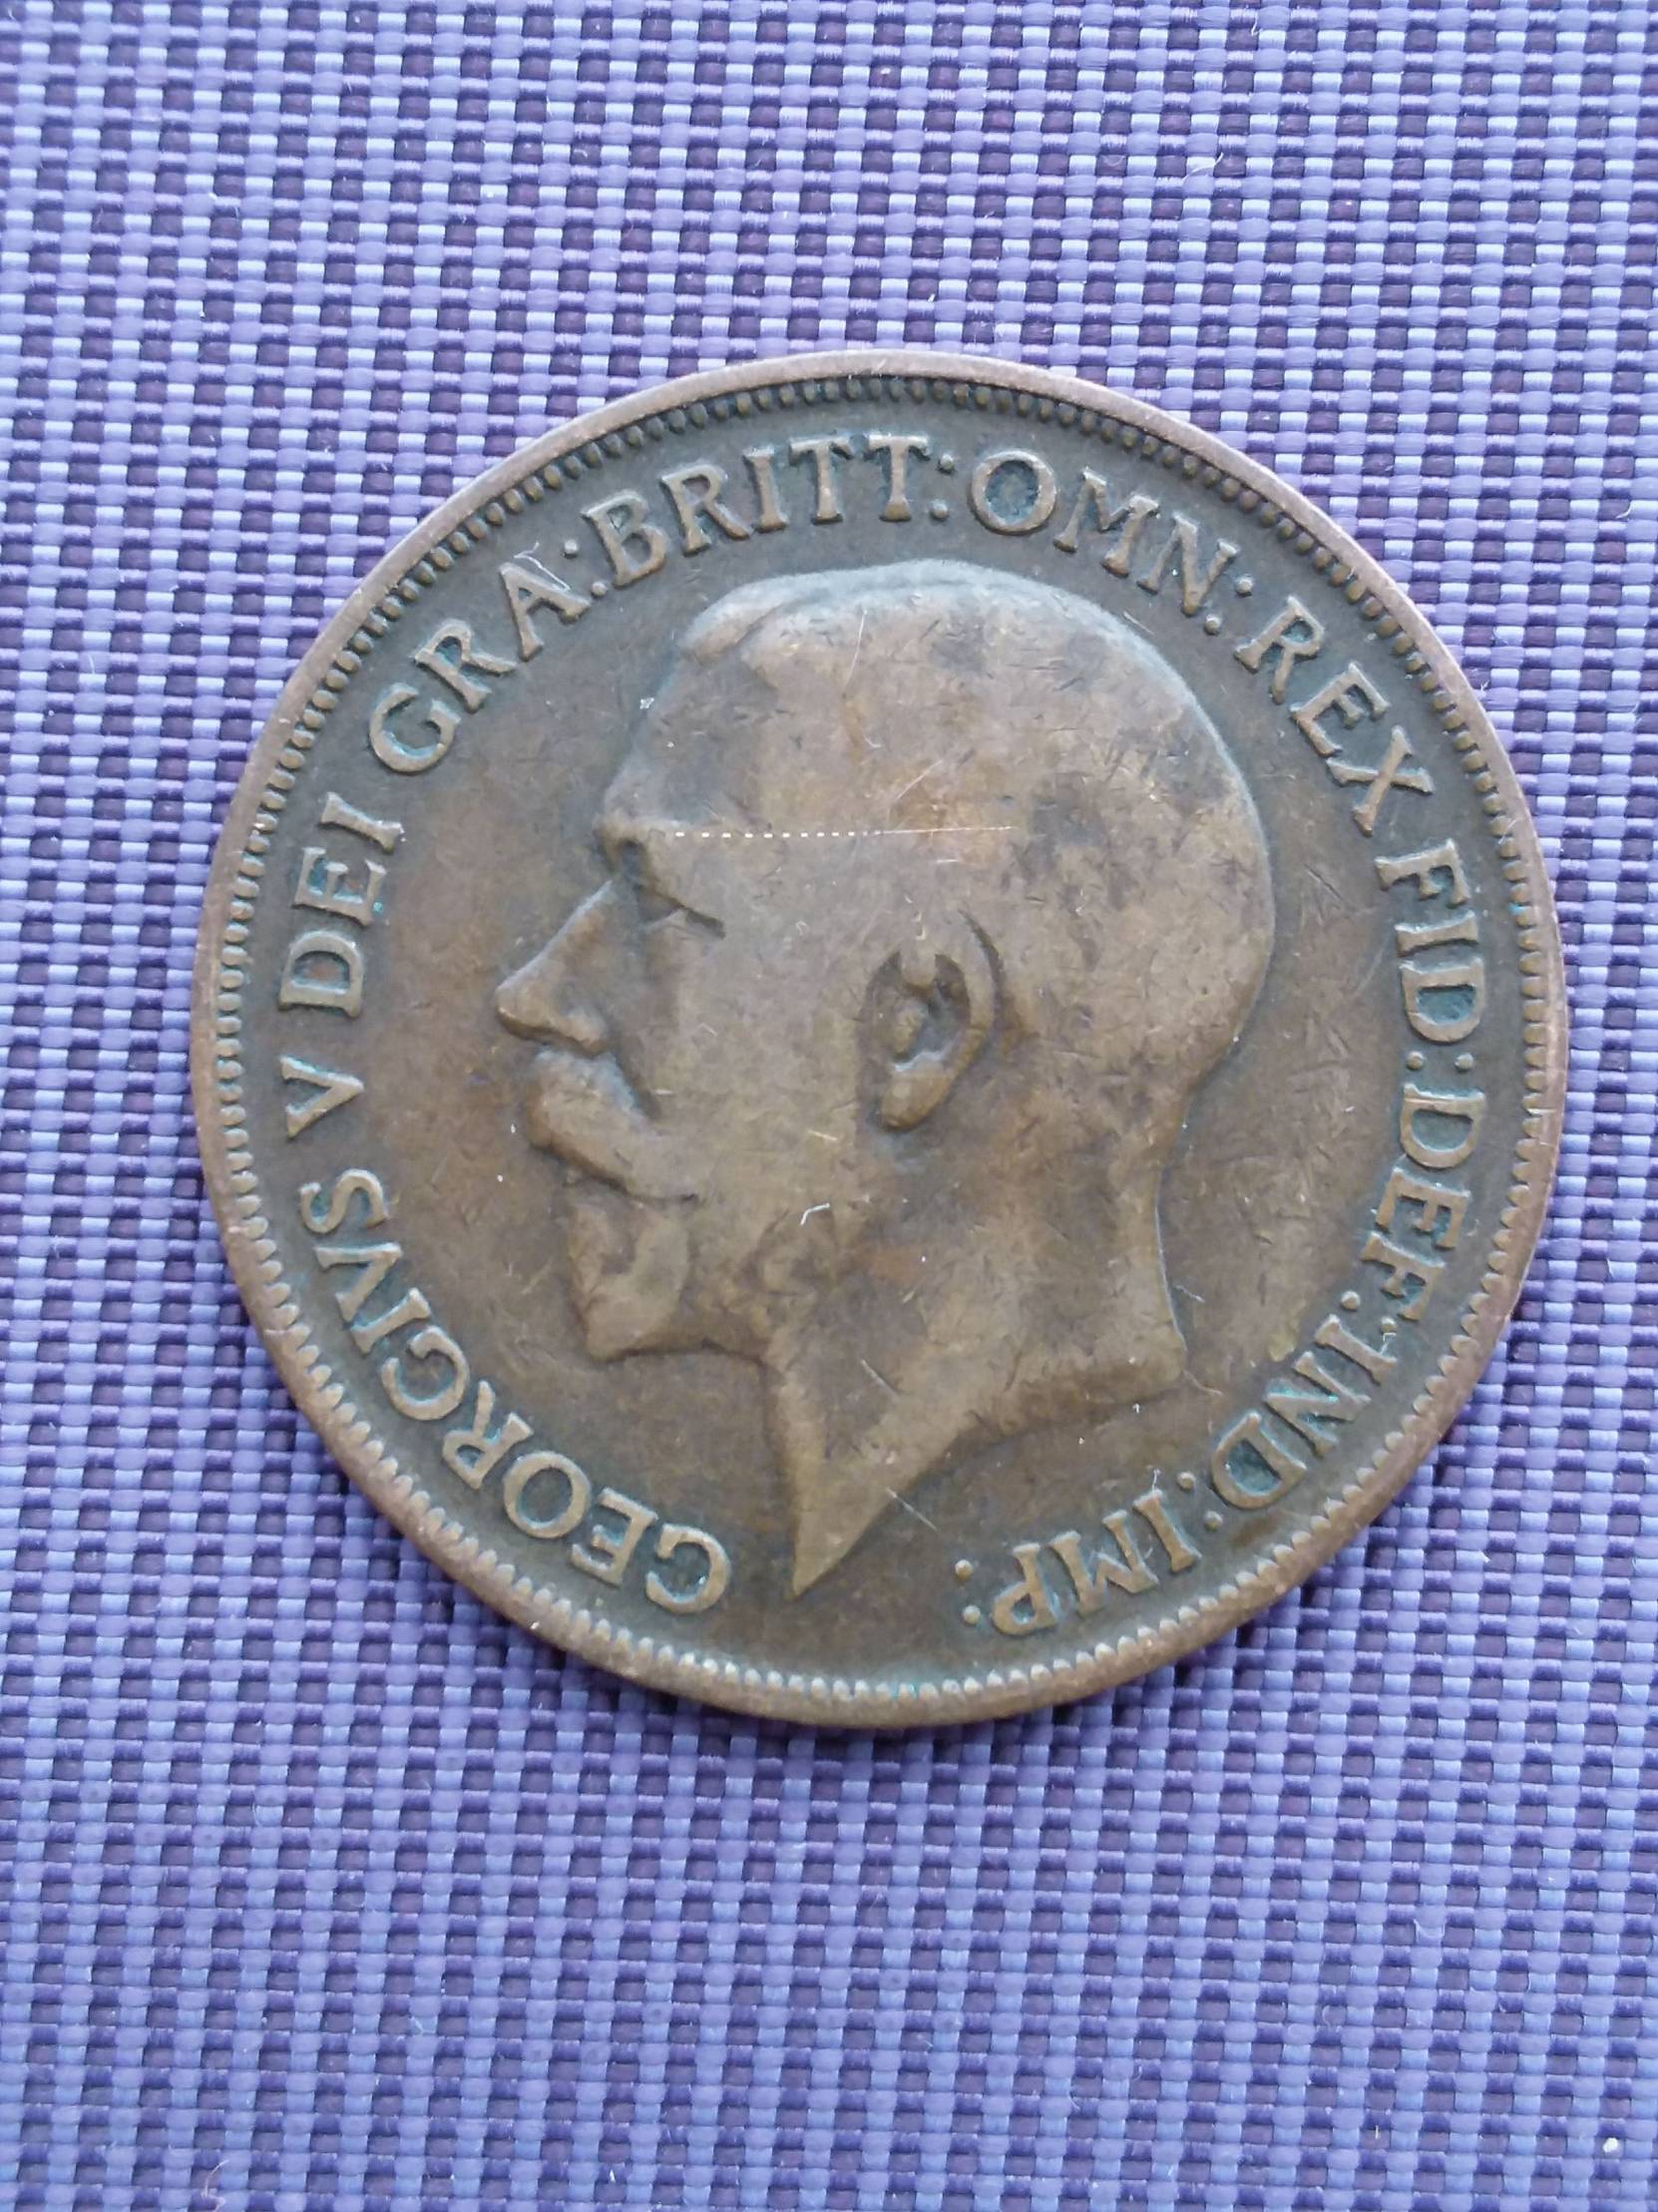 GEORGIVS V DEI GRA:BRITT:OMN:REX FID:DEF:IND:IMP: